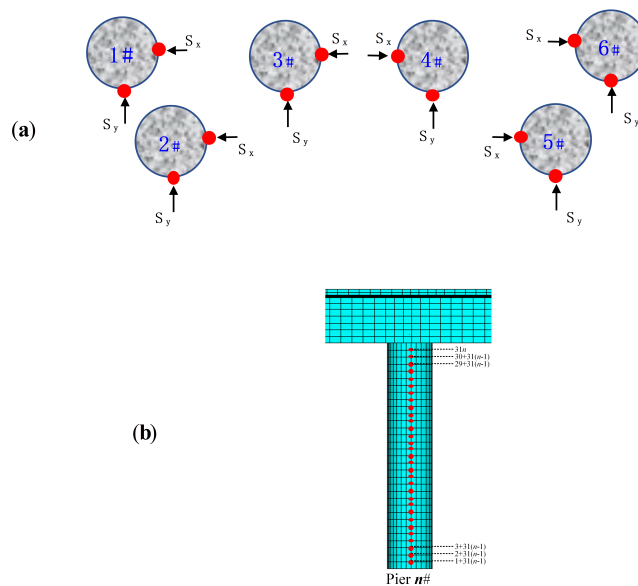 (a)
1#
S x
S y
2#
S x
S y
3#
S x
S y
4#
S x
S y
5#
S x
S y
6#
S x
S y
(b)
31n
30+31(n-1)
29+31(n-1)
3+31(n-1)
2+31(n-1)
1+31(n-1)
Pier n#